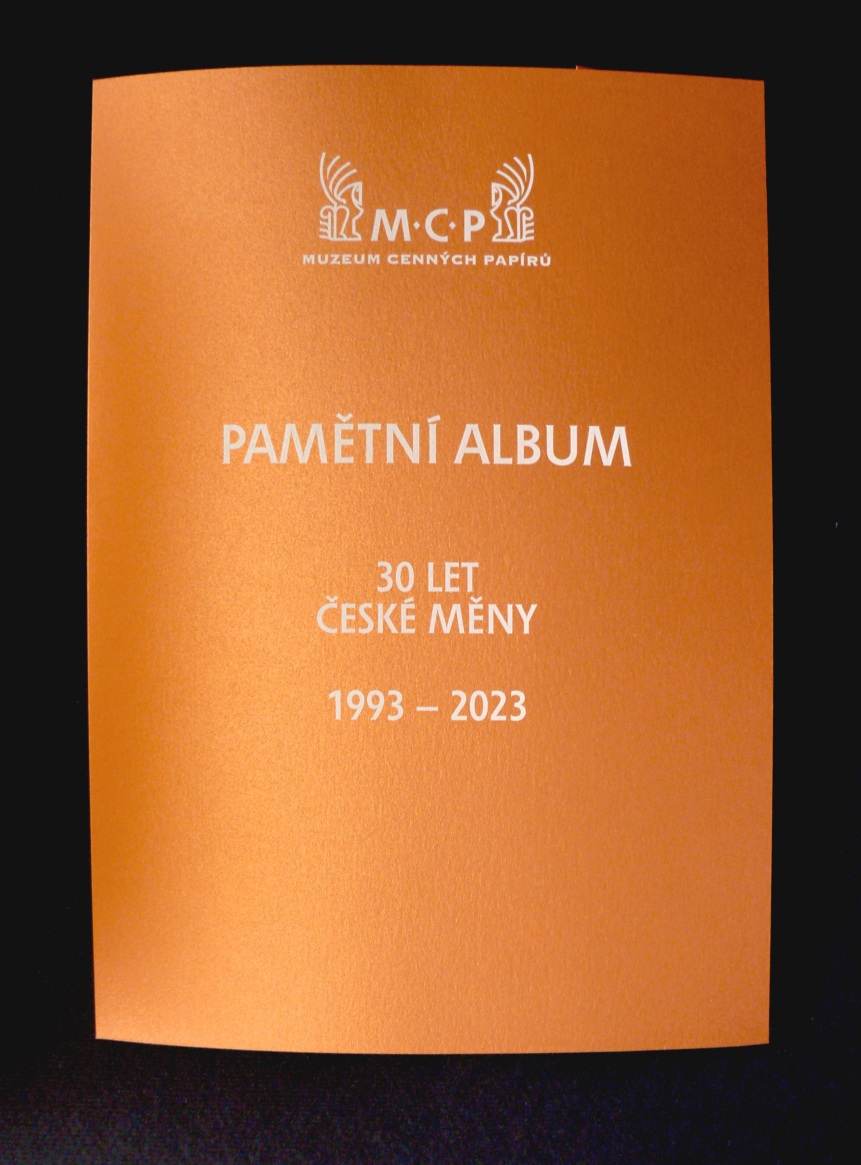 M·C·P
MUZEUM CENNÝCH PAPÍRŮ
PAMĚTNÍ ALBUM
30 LET
ČESKÉ MĚNY
1993 – 2023